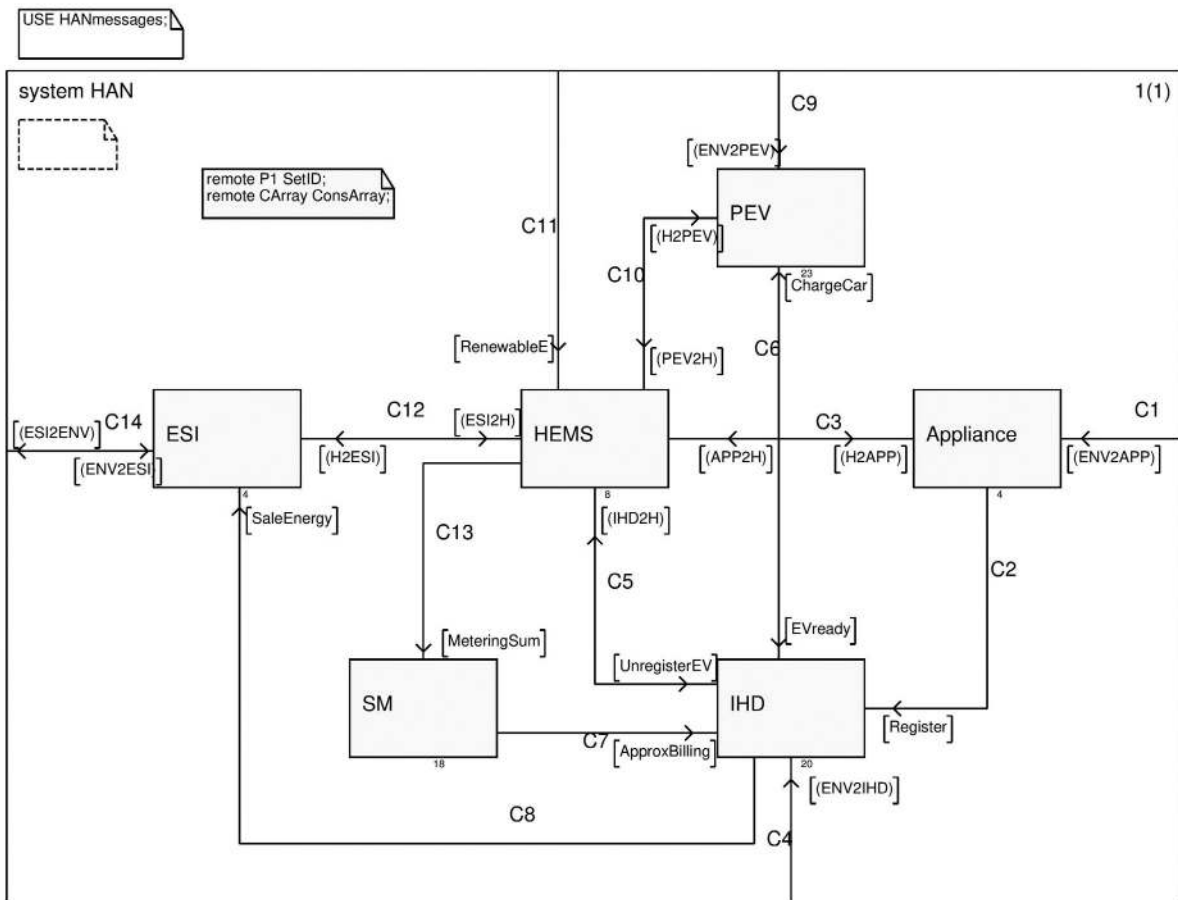 USE HANmessages;
system HAN
1(1)
remote P1 SetID;
remote CArray ConsArray;
C9
[(ENV2PEV)]
PEV
23
[(H2PEV)]
C11
C10
[ChargeCar]
C6
[RenewableE]
[(PEV2H)]
C14
[(ESI2ENV)]
[(ENV2ESI)]
ESI
4
C12
[(ESI2H)]
[(H2ESI)]
HEMS
8
C3
[(APP2H)]
[(H2APP)]
Appliance
4
C1
[(ENV2APP)]
[SaleEnergy]
C13
[(IHD2H)]
C5
C2
[MeteringSum]
[UnregisterEV]
[EVready]
SM
18
IHD
20
[Register]
C7
[ApproxBilling]
[(ENV2IHD)]
C8
C4